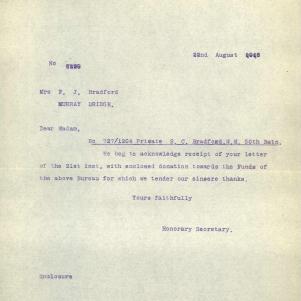 22nd August
No
Mrs F. J. Bradford
MURRAY BRIDGE.
Dear Madam,
No 727/1204 Private S. C. Bradford, 50th Batn.
We beg to acknowledge receipt of your letter
of the 21st inst, with enclosed donation towards the Funds of
the above Bureau for which we tender our sincere thanks.
Yours faithfully
Honorary Secretary.
Enclosure